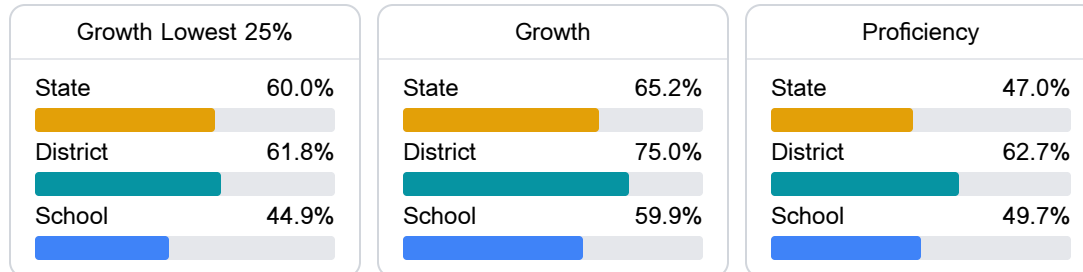 Growth Lowest 25%
State 60.0%
District 61.8%
School 44.9%
Growth
State 65.2%
District 75.0%
School 59.9%
Proficiency
State 47.0%
District 62.7%
School 49.7%